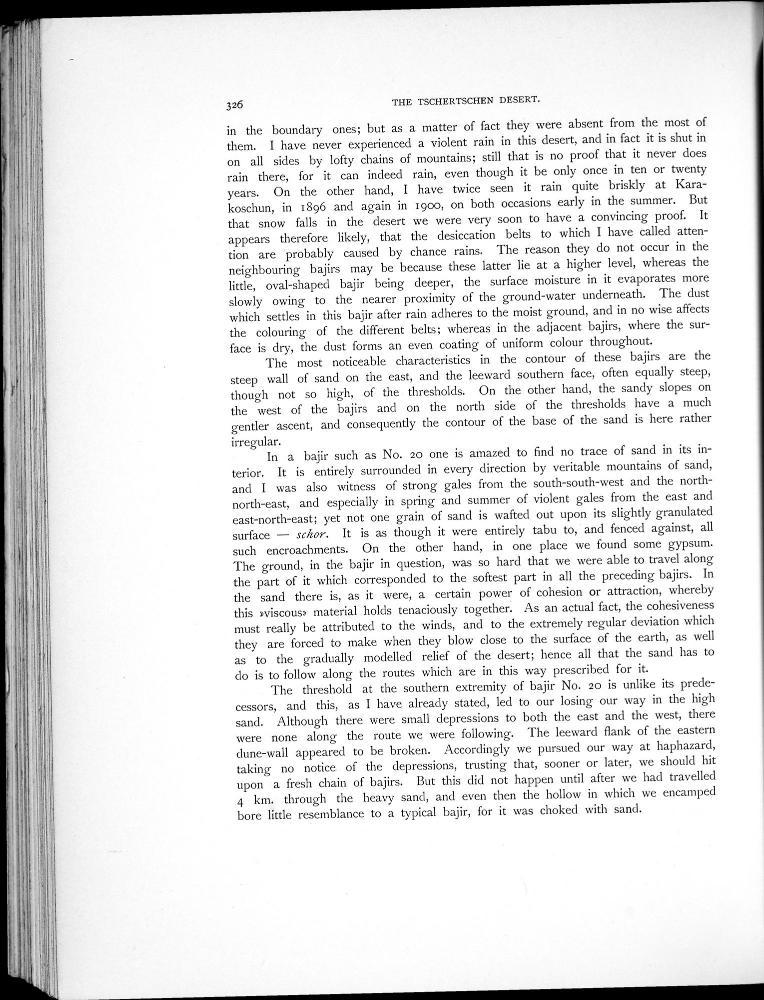 326
THE TSCHERTSCHEN DESERT.
in the boundary ones; but as a matter of fact they were absent from the most of
them. I have never experienced a violent rain in this desert, and in fact it is shut in
on all sides by lofty chains of mountains; still that is no proof that it never does
rain there, for it can indeed rain, even though it be only once in ten or twenty
years. On the other hand, I have twice seen it rain quite briskly at Kara-
koschun, in 1896 and again in 1900, on both occasions early in the summer. But
that snow falls in the desert we were very soon to have a convincing proof. It
appears therefore likely, that the desiccation belts to which I have called atten-
tion are probably caused by chance rains. The reason they do not occur in the
neighbouring bajirs may be because these latter lie at a higher level, whereas the
little, oval-shaped bajir being deeper, the surface moisture in it evaporates more
slowly owing to the nearer proximity of the ground-water underneath. The dust
which settles in this bajir after rain adheres to the moist ground, and in no wise affects
the colouring of the different belts; whereas in the adjacent bajirs, where the sur-
face is dry, the dust forms an even coating of uniform colour throughout.
The most noticeable characteristics in the contour of these bajirs are the
steep wall of sand on the east, and the leeward southern face, often equally steep,
though not so high, of the thresholds. On the other hand, the sandy slopes on
the west of the bajirs and on the north side of the thresholds have a much
gentler ascent, and consequently the contour of the base of the sand is here rather
irregular.
In a bajir such as No. 20 one is amazed to find no trace of sand in its in-
terior. It is entirely surrounded in every direction by veritable mountains of sand,
and I was also witness of strong gales from the south-south-west and the north-
north-east, and especially in spring and summer of violent gales from the east and
east-north-east; yet not one grain of sand is wafted out upon its slightly granulated
surface — schor. It is as though it were entirely tabu to, and fenced against, all
such encroachments. On the other hand, in one place we found some gypsum.
The ground, in the bajir in question, was so hard that we were able to travel along
the part of it which corresponded to the softest part in all the preceding bajirs. In
the sand there is, as it were, a certain power of cohesion or attraction, whereby
this »viscous» material holds tenaciously together. As an actual fact, the cohesiveness
must really be attributed to the winds, and to the extremely regular deviation which
they are forced to make when they blow close to the surface of the earth, as well
as to the gradually modelled relief of the desert; hence all that the sand has to
do is to follow along the routes which are in this way prescribed for it.
The threshold at the southern extremity of bajir No. 20 is unlike its prede-
cessors, and this, as I have already stated, led to our losing our way in the high
sand. Although there were small depressions to both the east and the west, there
were none along the route we were following. The leeward flank of the eastern
dune-wall appeared to be broken. Accordingly we pursued our way at haphazard,
taking no notice of the depressions, trusting that, sooner or later, we should hit
upon a fresh chain of bajirs. But this did not happen until after we had travelled
4 km. through the heavy sand, and even then the hollow in which we encamped
bore little resemblance to a typical bajir, for it was choked with sand.